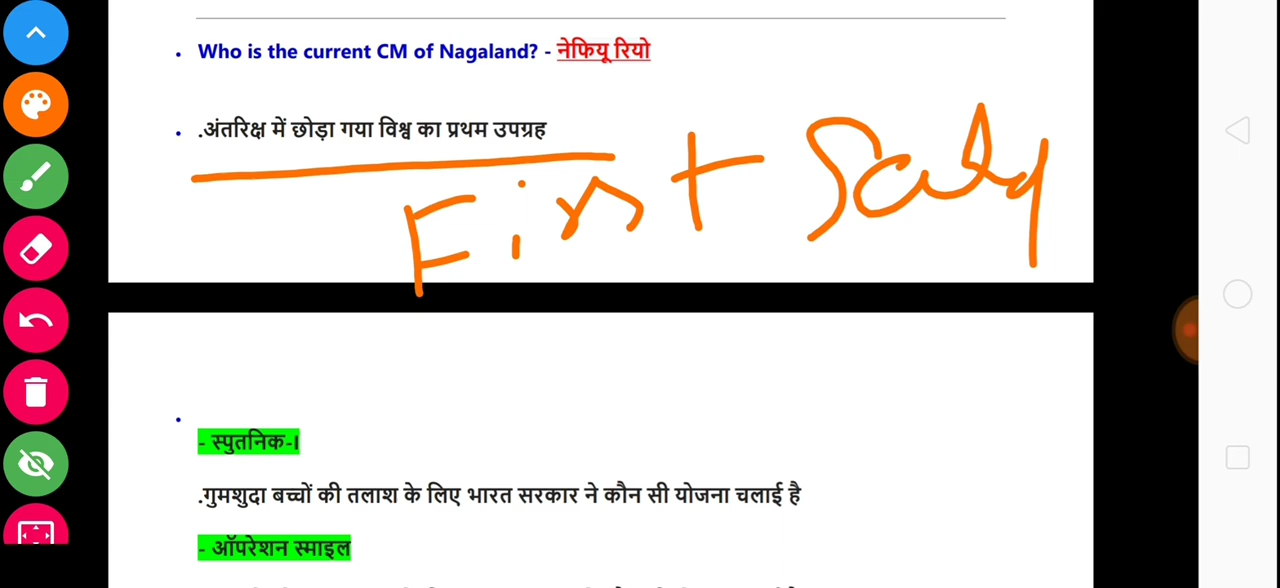 Who is the current CM of Nagaland? - नेफियू रियो
.अंतरिक्ष में छोड़ा गया विश्व का प्रथम उपग्रह
First
- स्पुतनिक-I
.गुमशुदा बच्चों की तलाश के लिए भारत सरकार ने कौन सी योजना चलाई है
- ऑपरेशन स्माइल